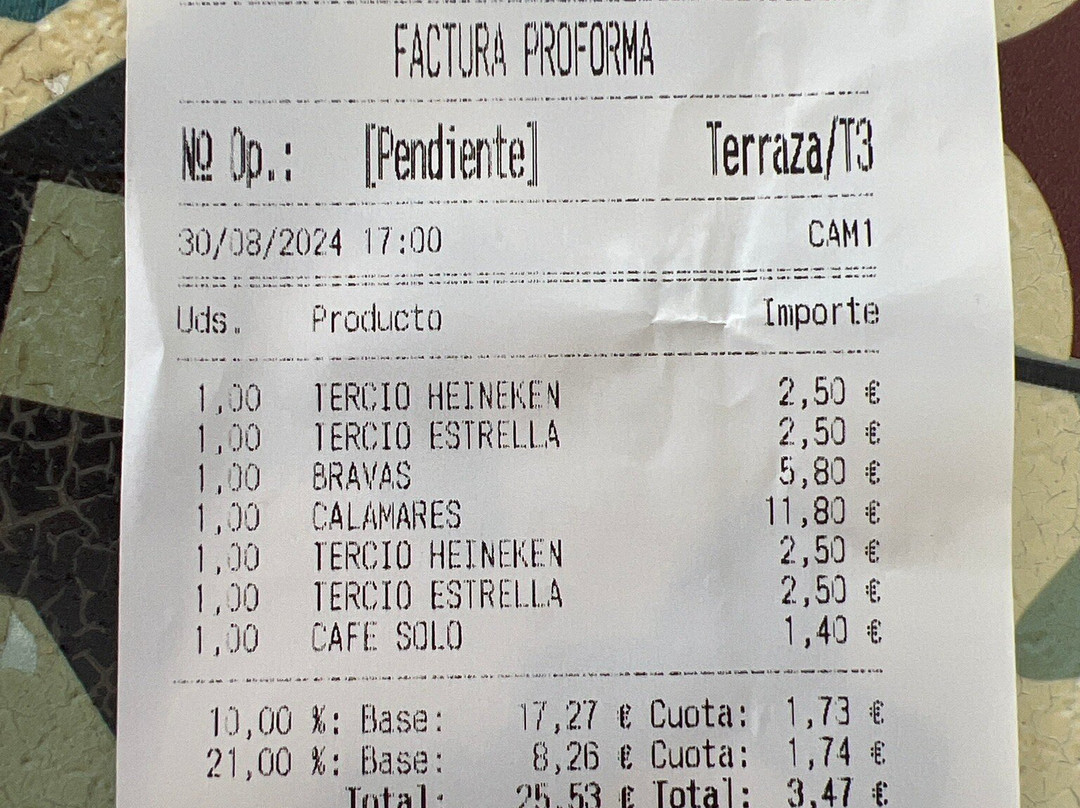 FACTURA PROFORMA
Nº Op.: [Pendiente] Terraza/T3
30/08/2024 17:00 CAM1
Uds. Producto Importe
1,00 TERCIO HEINEKEN 2,50 €
1,00 TERCIO ESTRELLA 2,50 €
1,00 BRAVAS 5,80 €
1,00 CALAMARES 11,80 €
1,00 TERCIO HEINEKEN 2,50 €
1,00 TERCIO ESTRELLA 2,50 €
1,00 CAFE SOLO 1,40 €
10,00 %: Base: 17,27 € Cuota: 1,73 €
21,00 %: Base: 8,26 € Cuota: 1,74 €
Total: 25,53 € Total: 3,47 €